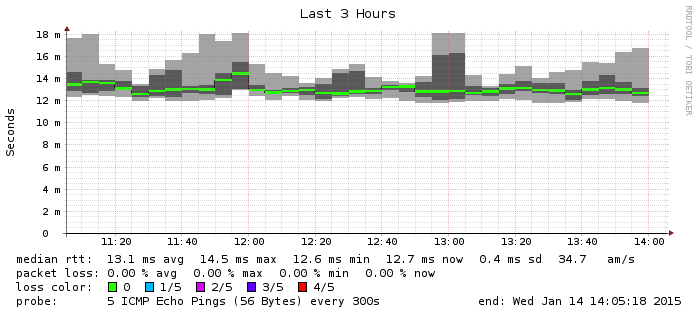 Last 3 Hours
RRDTOOL / TOBI OETIKER
Seconds
18 m
16 m
14 m
12 m
10 m
8 m
6 m
4 m
2 m
0
11:20 11:40 12:00 12:20 12:40 13:00 13:20 13:40 14:00
median rtt: 13.1 ms avg 14.5 ms max 12.6 ms min 12.7 ms now 0.4 ms sd 34.7 am/s
packet loss: 0.00 % avg 0.00 % max 0.00 % min 0.00 % now
loss color: 0 1/5 2/5 3/5 4/5
probe: 5 ICMP Echo Pings (56 Bytes) every 300s end: Wed Jan 14 14:05:18 2015